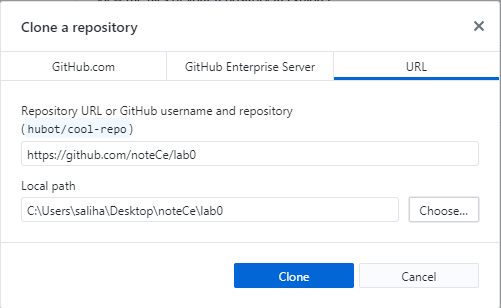 Clone a repository
GitHub.com
GitHub Enterprise Server
URL
Repository URL or GitHub username and repository
(hubot/cool-repo)
https://github.com/noteCe/lab0
Local path
C:\Users\saliha\Desktop\noteCe\lab0
Choose...
Clone
Cancel